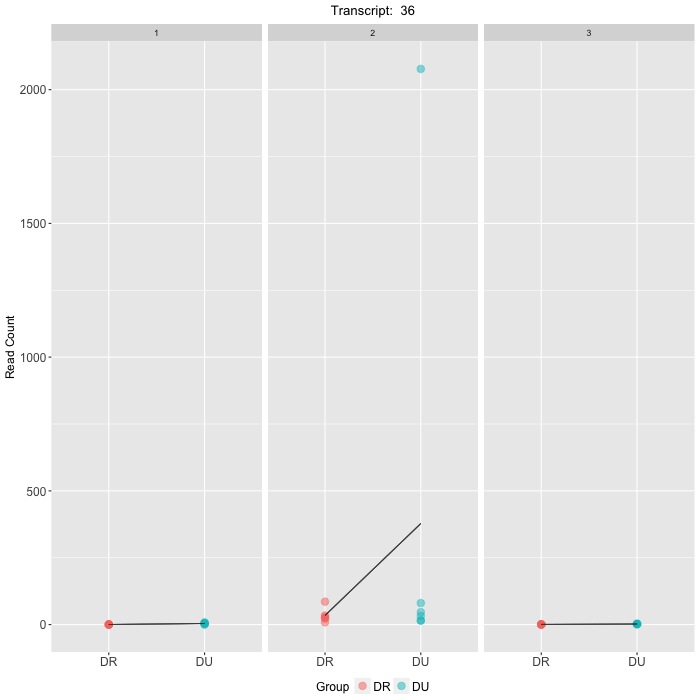 Transcript: 36
1 2 3
2000
1500
1000
500
0
Read Count
DR DU DR DU DR DU
Group DR DU